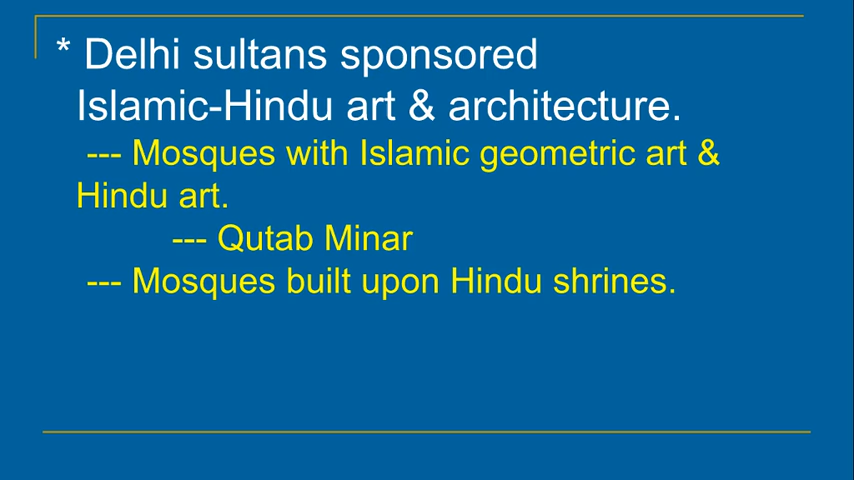 * Delhi sultans sponsored
Islamic-Hindu art & architecture.
--- Mosques with Islamic geometric art &
Hindu art.
--- Qutab Minar
--- Mosques built upon Hindu shrines.